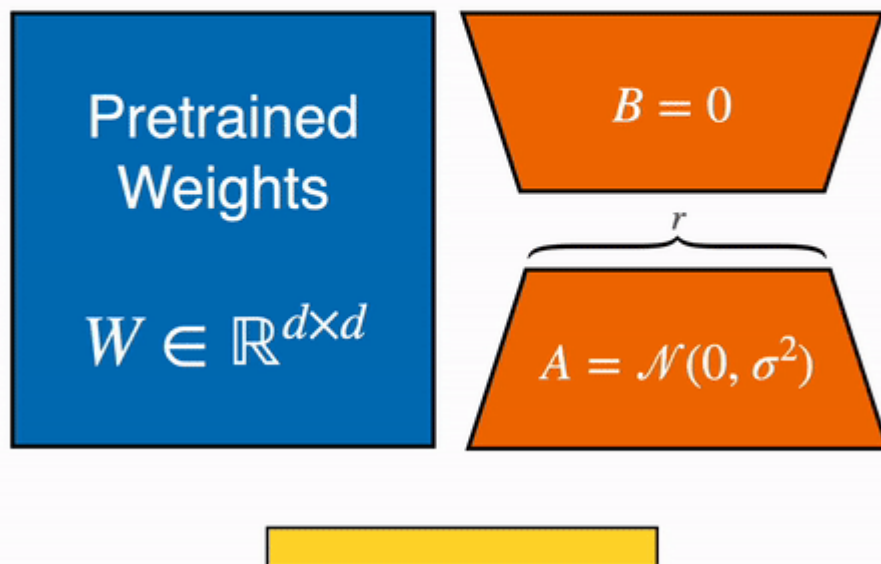 Pretrained
Weights
W ∈ ℝ^{d×d}
B = 0
r
A = 𝒩(0, σ²)